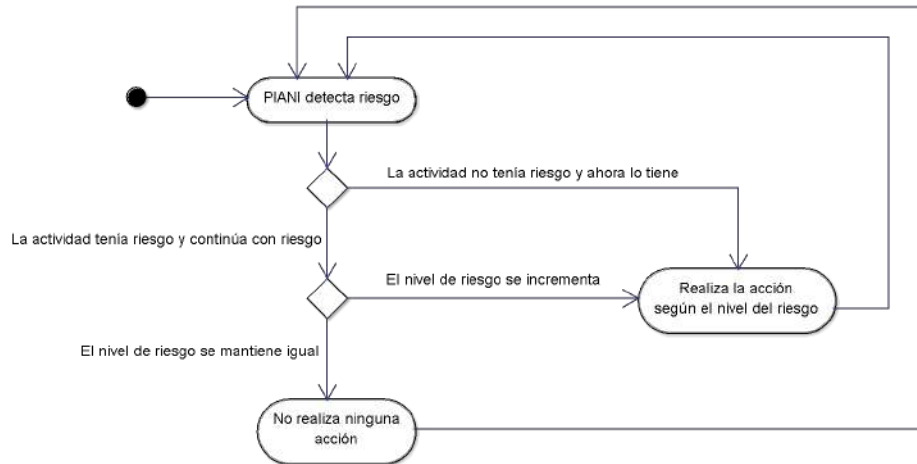 PIANI detecta riesgo
La actividad no tenía riesgo y ahora lo tiene
La actividad tenía riesgo y continúa con riesgo
El nivel de riesgo se incrementa
Realiza la acción
según el nivel del riesgo
El nivel de riesgo se mantiene igual
No realiza ninguna
acción